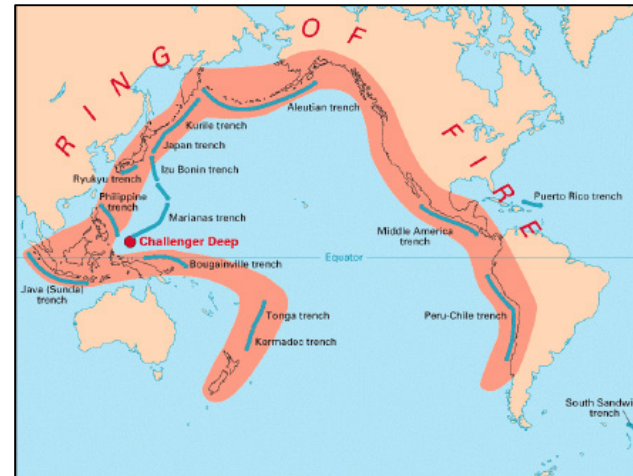 RING OF FIRE
Aleutian trench
Kurile trench
Japan trench
Izu Bonin trench
Ryukyu trench
Philippine
trench
Marianas trench
Challenger Deep
Bougainville trench
Equator
Java (Sunda)
trench
Tonga trench
Kermadec trench
Middle America
trench
Puerto Rico trench
Peru-Chile trench
South Sandwi
trench